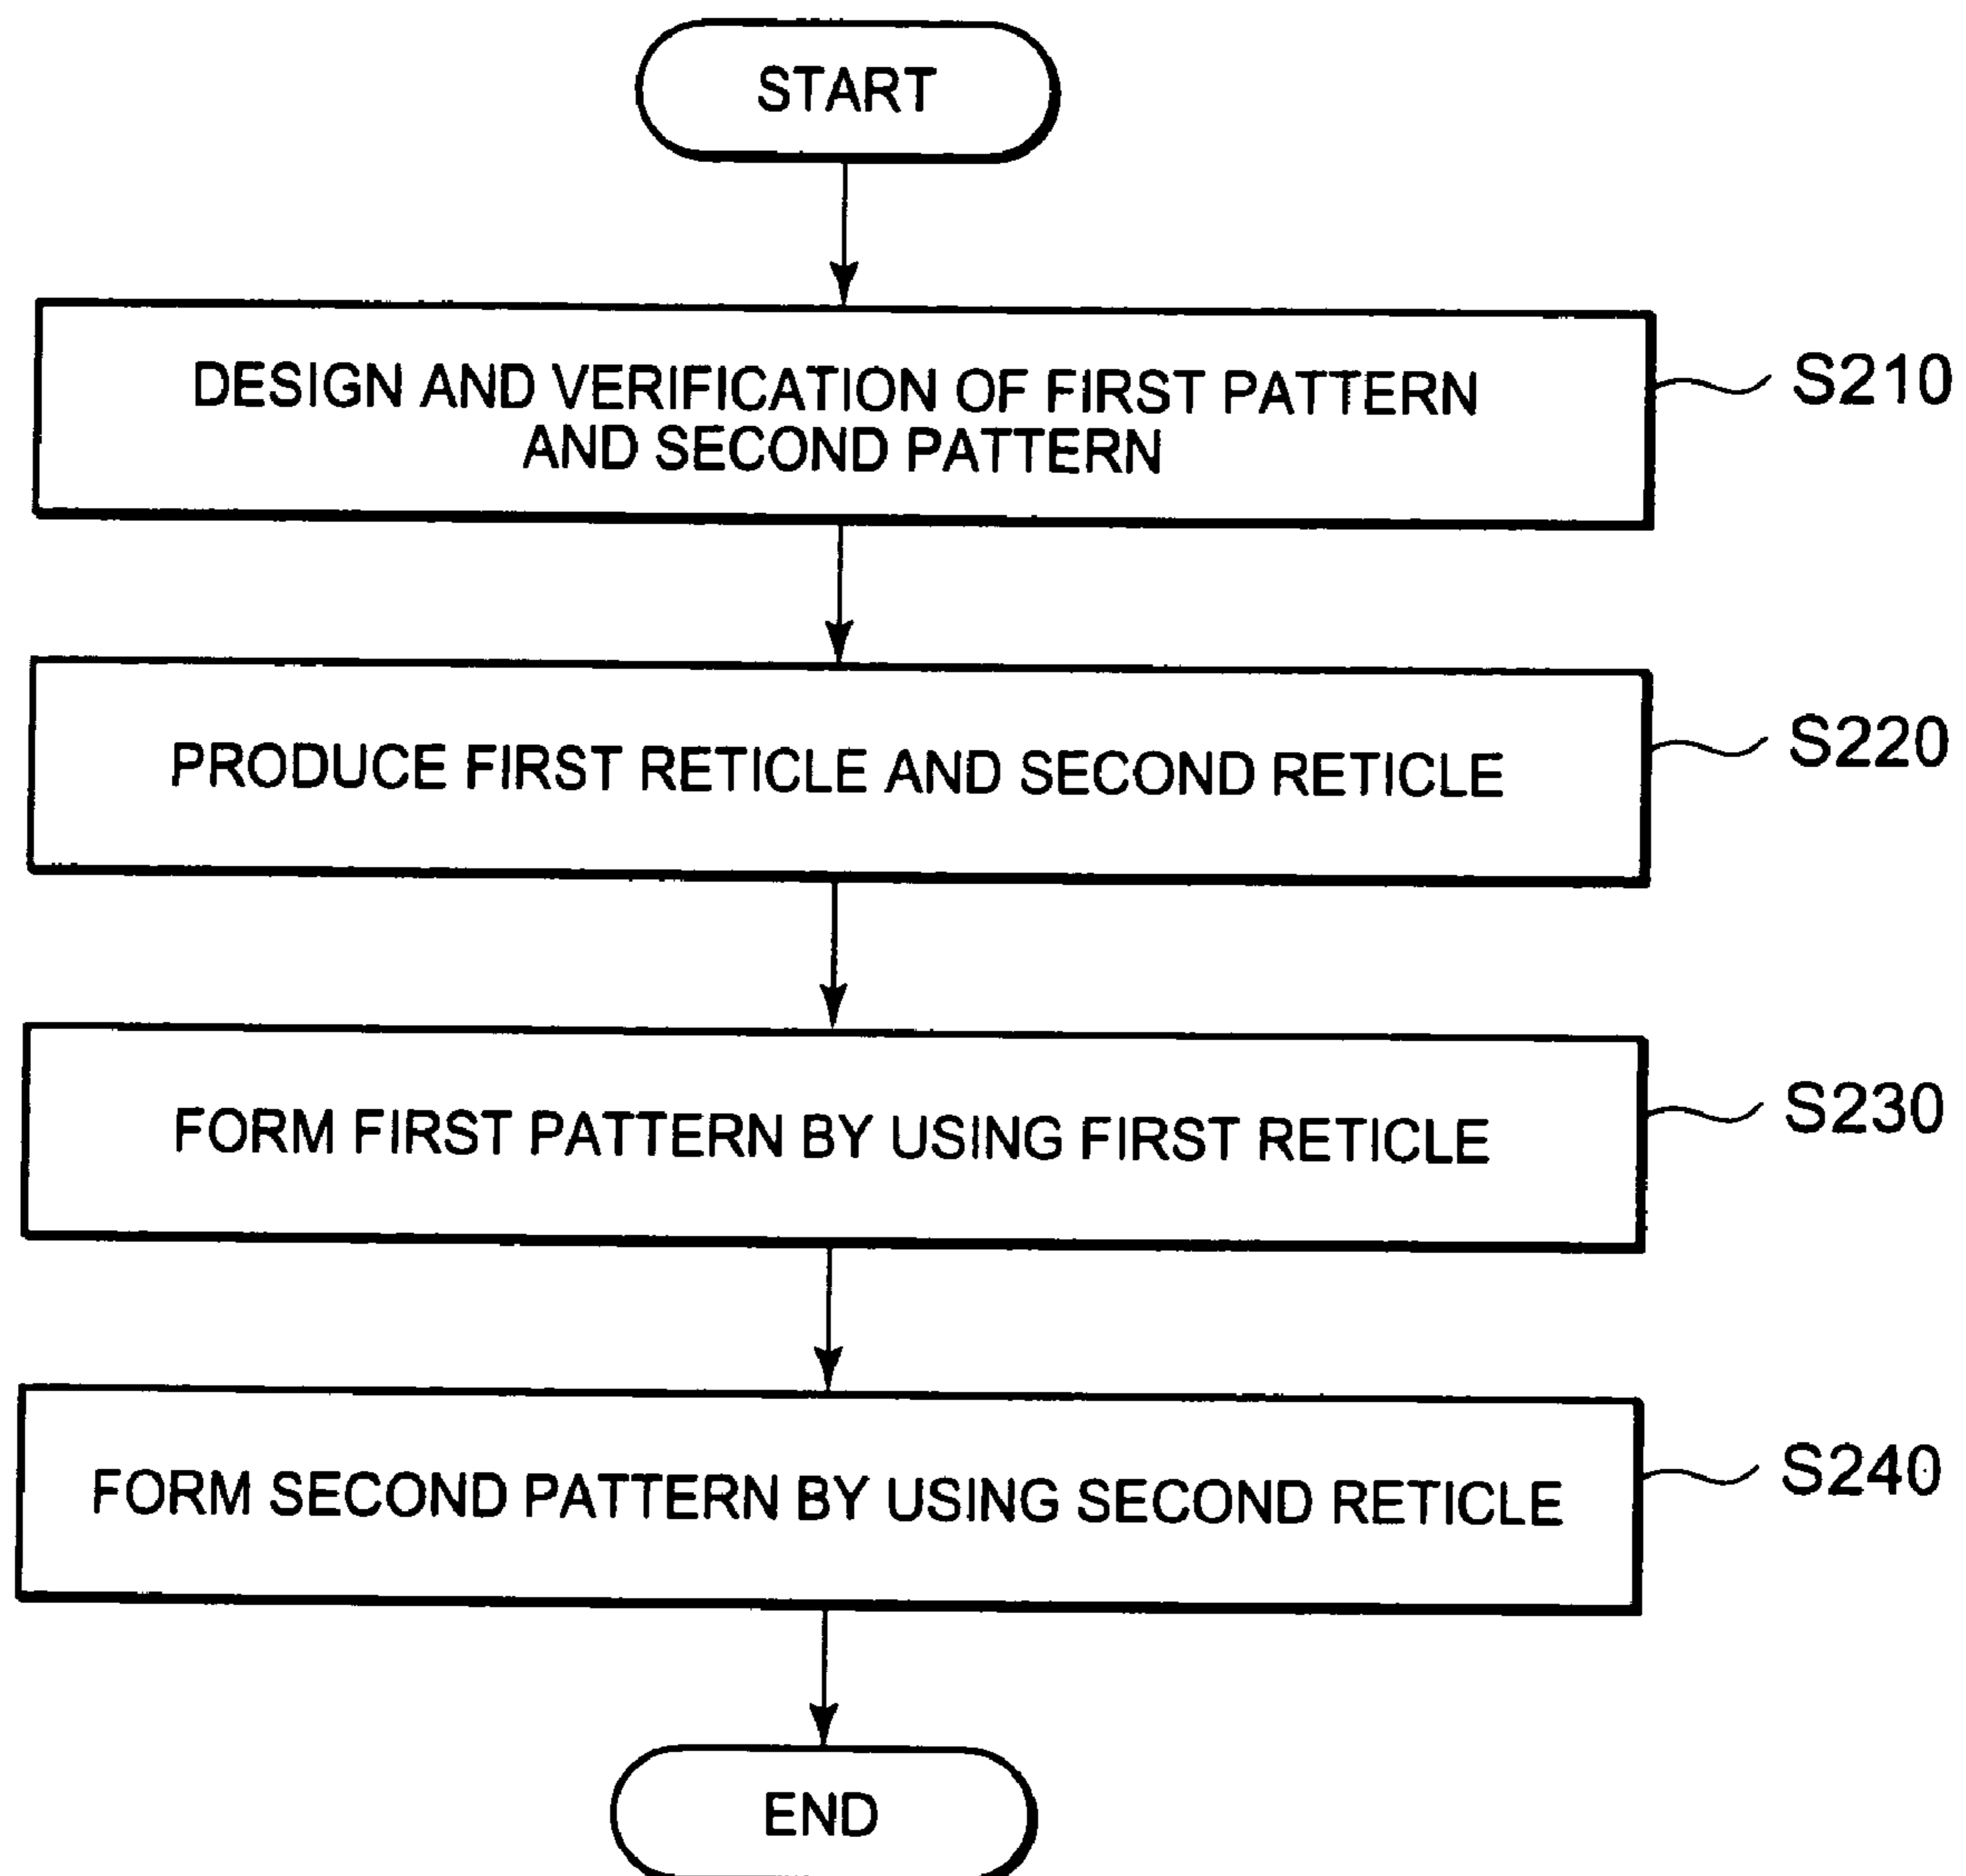 START
DESIGN AND VERIFICATION OF FIRST PATTERN
AND SECOND PATTERN
S210
PRODUCE FIRST RETICLE AND SECOND RETICLE
S220
FORM FIRST PATTERN BY USING FIRST RETICLE
S230
FORM SECOND PATTERN BY USING SECOND RETICLE
S240
END